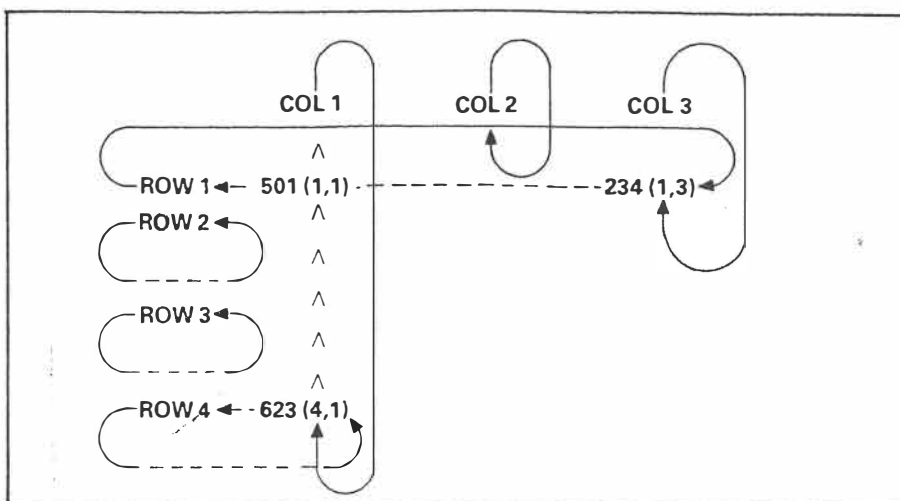 COL 1 COL 2 COL 3
ROW 1 501 (1,1) 234 (1,3)
ROW 2
ROW 3
ROW 4 623 (4,1)